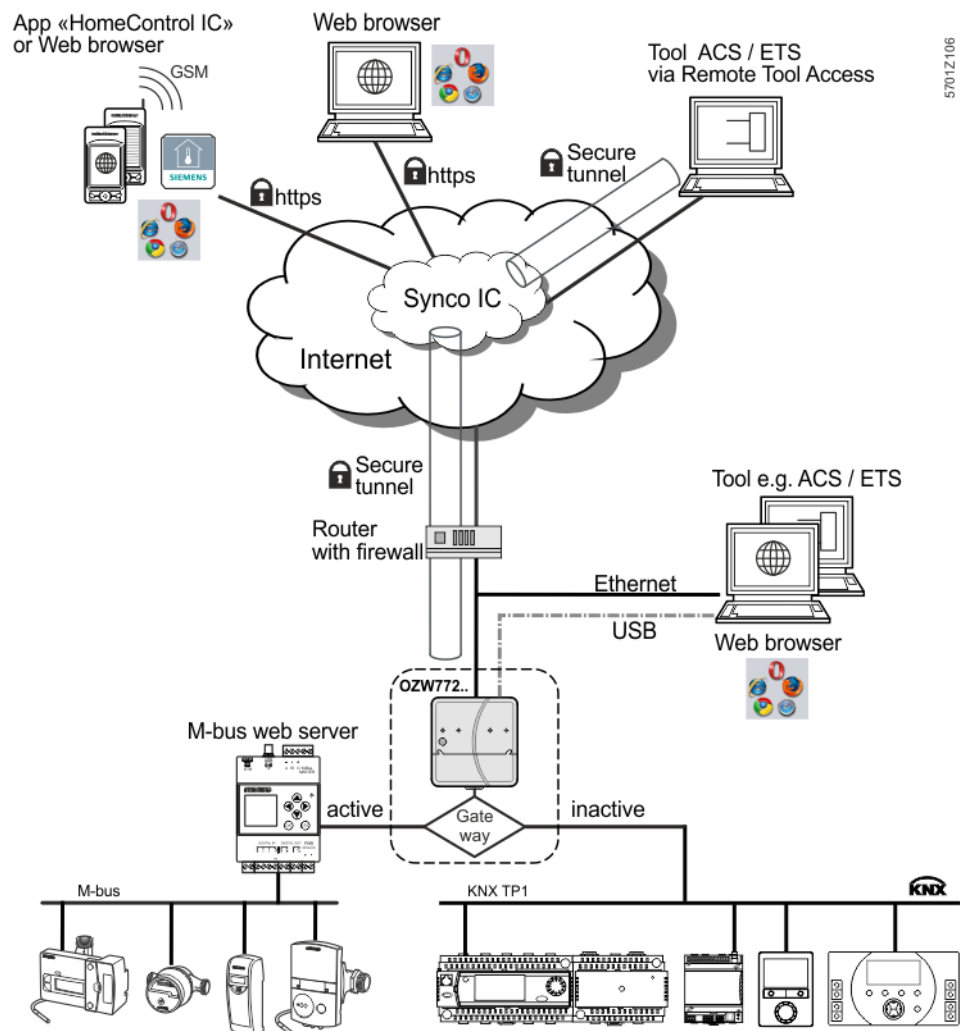 App «HomeControl IC»
or Web browser
GSM
SIEMENS
Web browser
Tool ACS / ETS
via Remote Tool Access
5701Z106
https
https
Secure
tunnel
Synco IC
Internet
Secure
tunnel
Router
with firewall
Tool e.g. ACS / ETS
Ethernet
USB
Web browser
OZW772..
M-bus web server
active
Gate
way
inactive
M-bus
KNX TP1
KNX